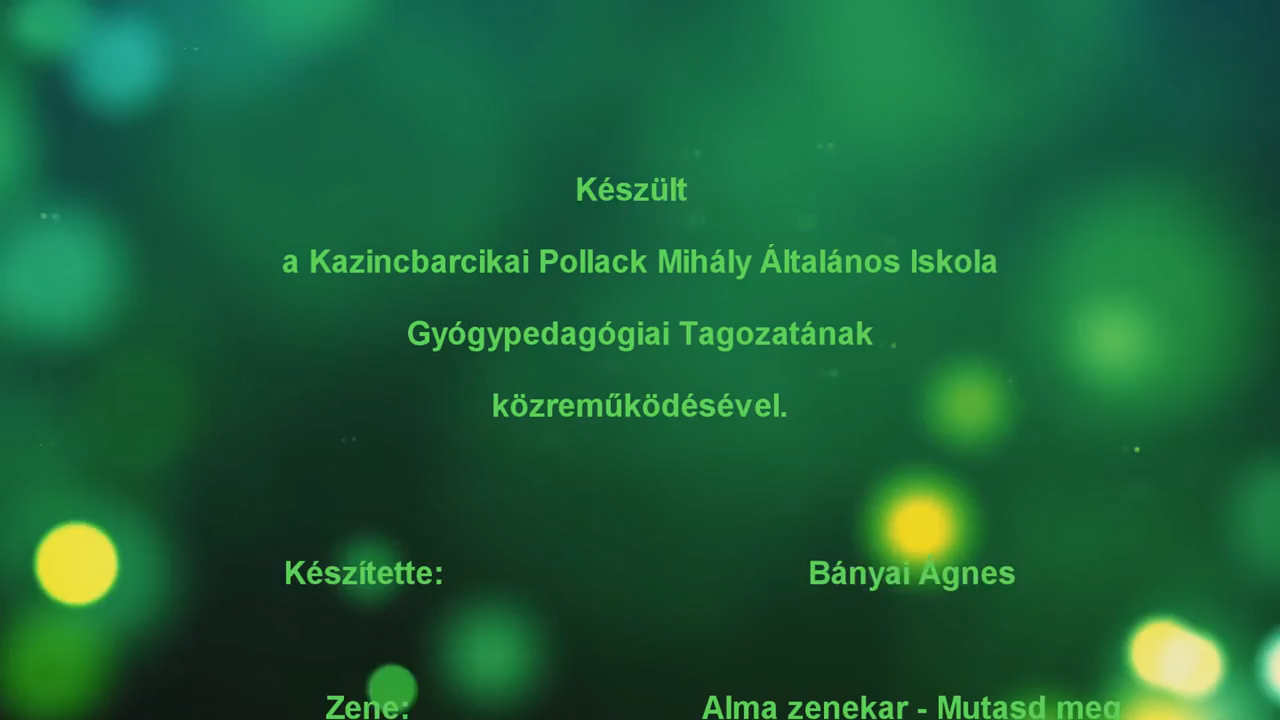 Készült
a Kazincbarcikai Pollack Mihály Általános Iskola
Gyógypedagógiai Tagozatának
közreműködésével.
Készítette: Bányai Ágnes
Zene: Alma zenekar - Mutasd meg